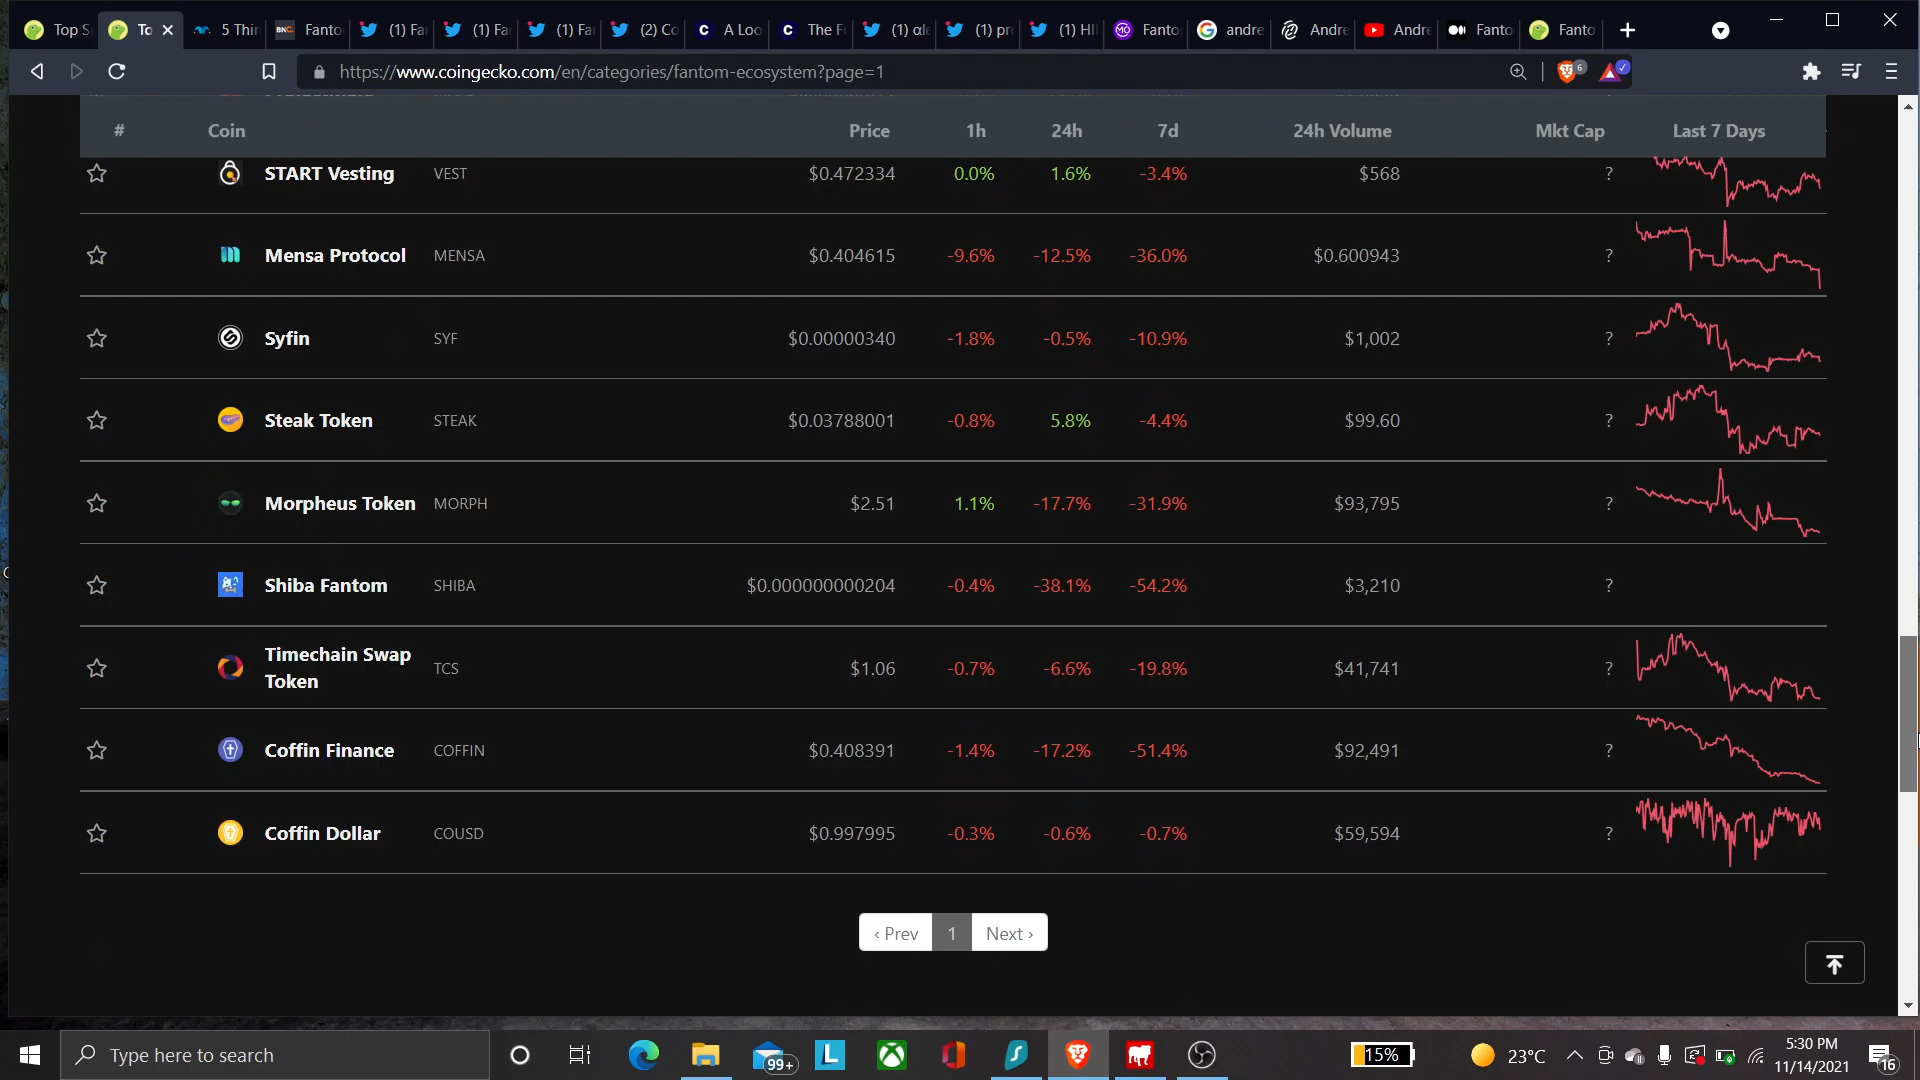 Top S
To
5 Thin
BNC. Fanto
(1) Fa
(1) Fa
(1) Fa
(2) Co
A Loo
The F
(1) ale
(1) pr
(1) HI
MO Fanto
andre
Andre
Andre
Fanto
Fanto
https://www.coingecko.com/en/categories/fantom-ecosystem?page=1
6
# Coin Price 1h 24h 7d 24h Volume Mkt Cap Last 7 Days
START Vesting VEST $0.472334 0.0% 1.6% -3.4% $568 ?
Mensa Protocol MENSA $0.404615 -9.6% -12.5% -36.0% $0.600943 ?
Syfin SYF $0.00000340 -1.8% -0.5% -10.9% $1,002 ?
Steak Token STEAK $0.03788001 -0.8% 5.8% -4.4% $99.60 ?
Morpheus Token MORPH $2.51 1.1% -17.7% -31.9% $93,795 ?
Shiba Fantom SHIBA $0.000000000204 -0.4% -38.1% -54.2% $3,210 ?
Timechain Swap
Token TCS $1.06 -0.7% -6.6% -19.8% $41,741 ?
Coffin Finance COFFIN $0.408391 -1.4% -17.2% -51.4% $92,491 ?
Coffin Dollar COUSD $0.997995 -0.3% -0.6% -0.7% $59,594 ?
‹ Prev 1 Next ›
Type here to search
99+
L
15%
23°C
5:30 PM
11/14/2021
16